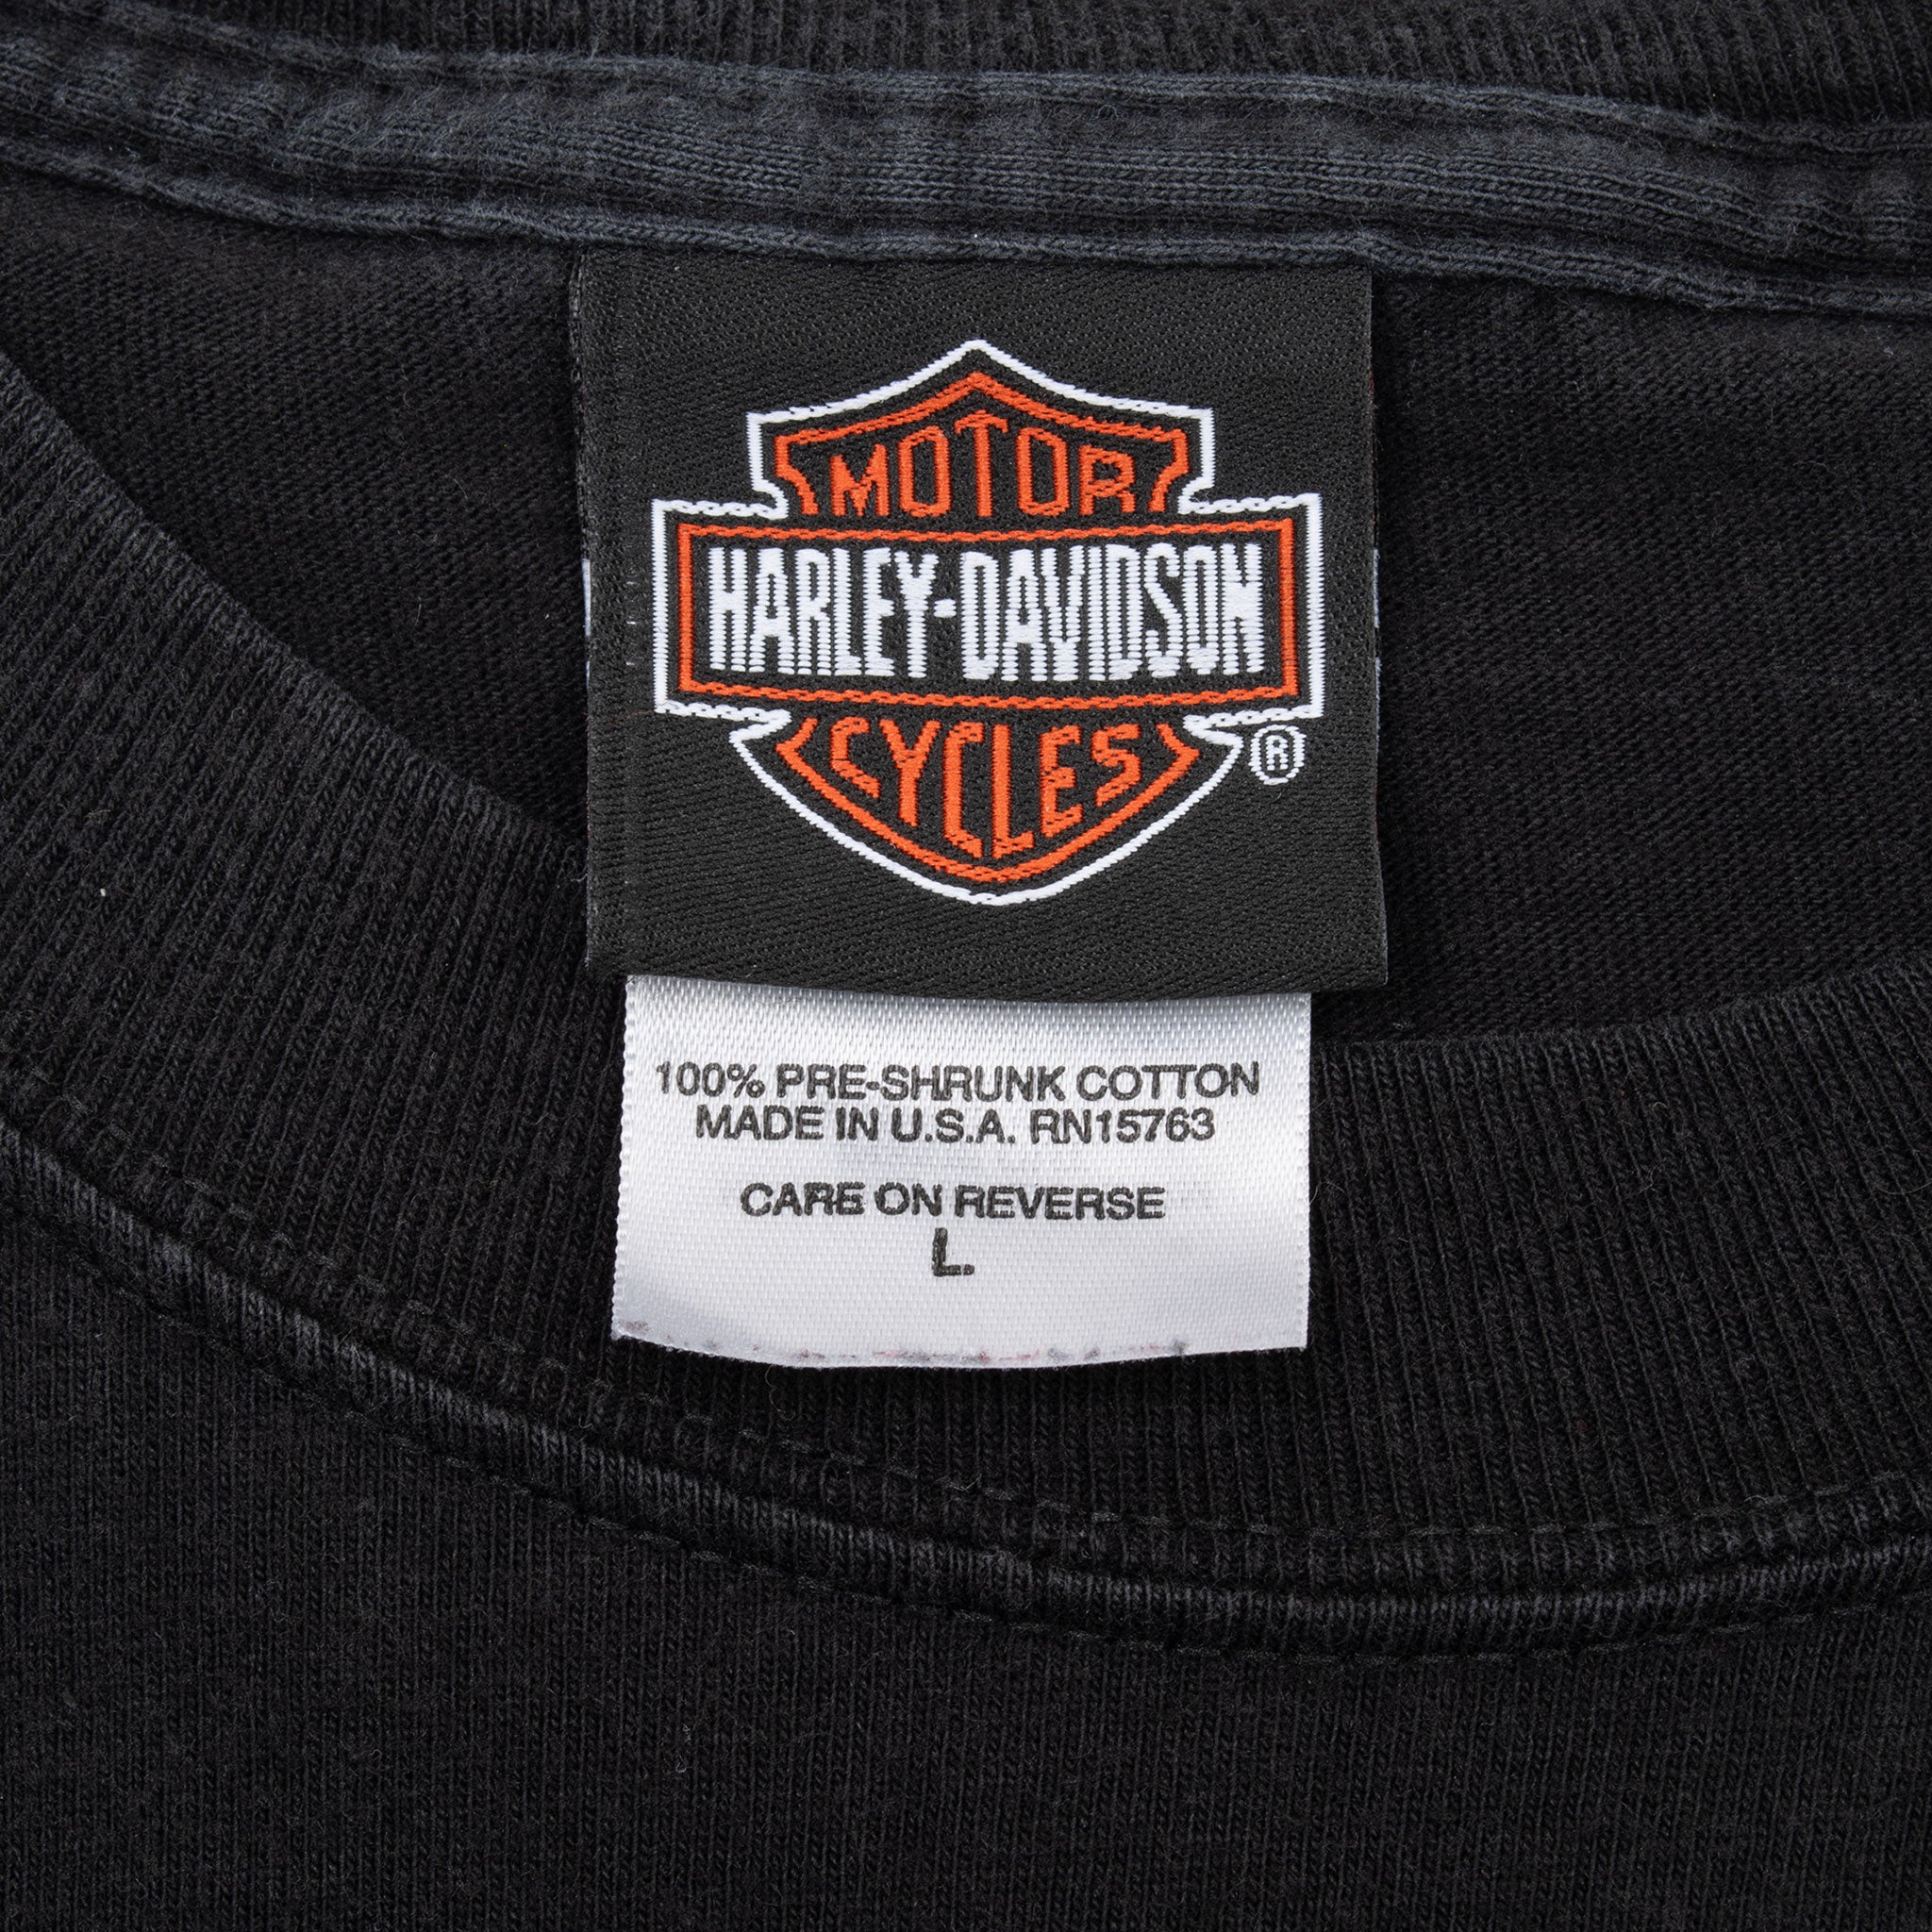 MOTOR
HARLEY-DAVIDSON
CYCLES
®
100% PRE-SHRUNK COTTON
MADE IN U.S.A. RN15763
CARE ON REVERSE
L